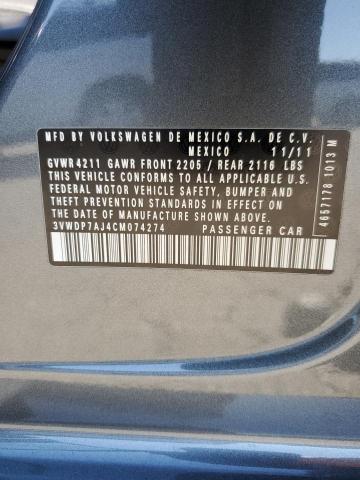 MFD BY VOLKSWAGEN DE MEXICO S.A. DE C.V.
MEXICO 11/11
GVWR 4211 GAWR FRONT 2205 / REAR 2116 LBS
THIS VEHICLE CONFORMS TO ALL APPLICABLE U.S.
FEDERAL MOTOR VEHICLE SAFETY, BUMPER AND
THEFT PREVENTION STANDARDS IN EFFECT ON THE
DATE OF MANUFACTURE SHOWN ABOVE.
3VWDP7AJ4CM074274 PASSENGER CAR
4657178 1013 M